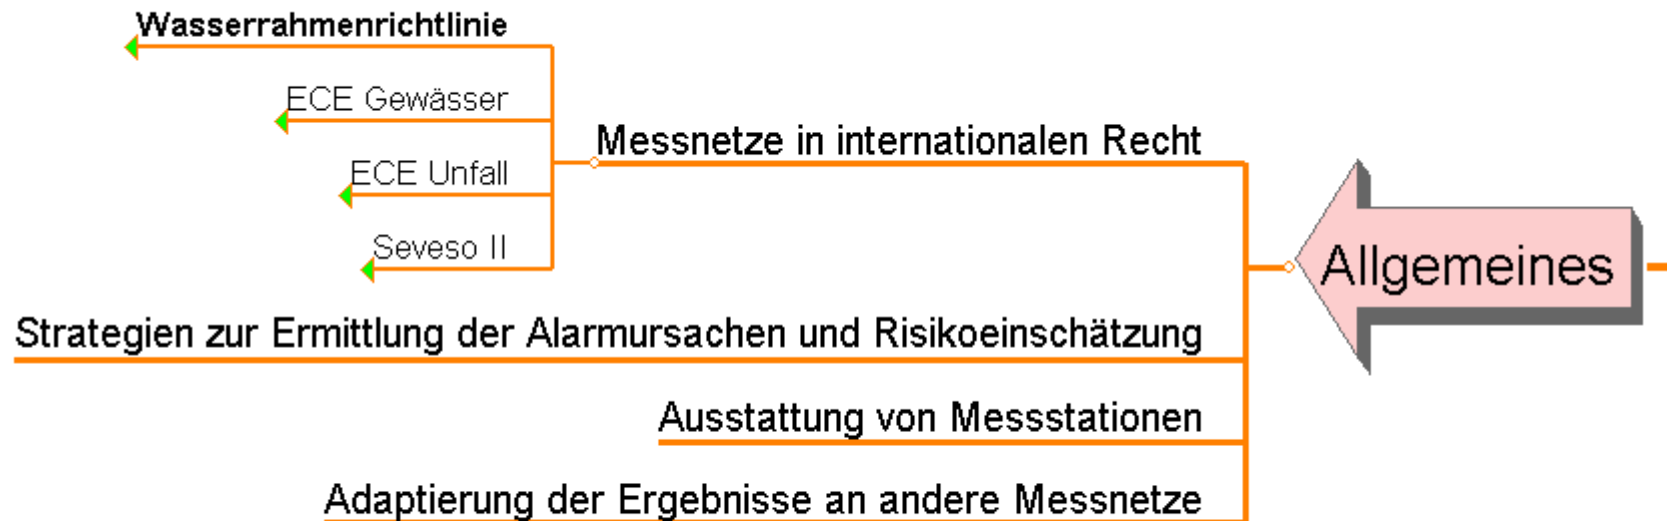 Wasserrahmenrichtlinie
ECE Gewässer
ECE Unfall
Seveso II
Messnetze in internationalen Recht
Allgemeines
Strategien zur Ermittlung der Alarmursachen und Risikoeinschätzung
Ausstattung von Messstationen
Adaptierung der Ergebnisse an andere Messnetze